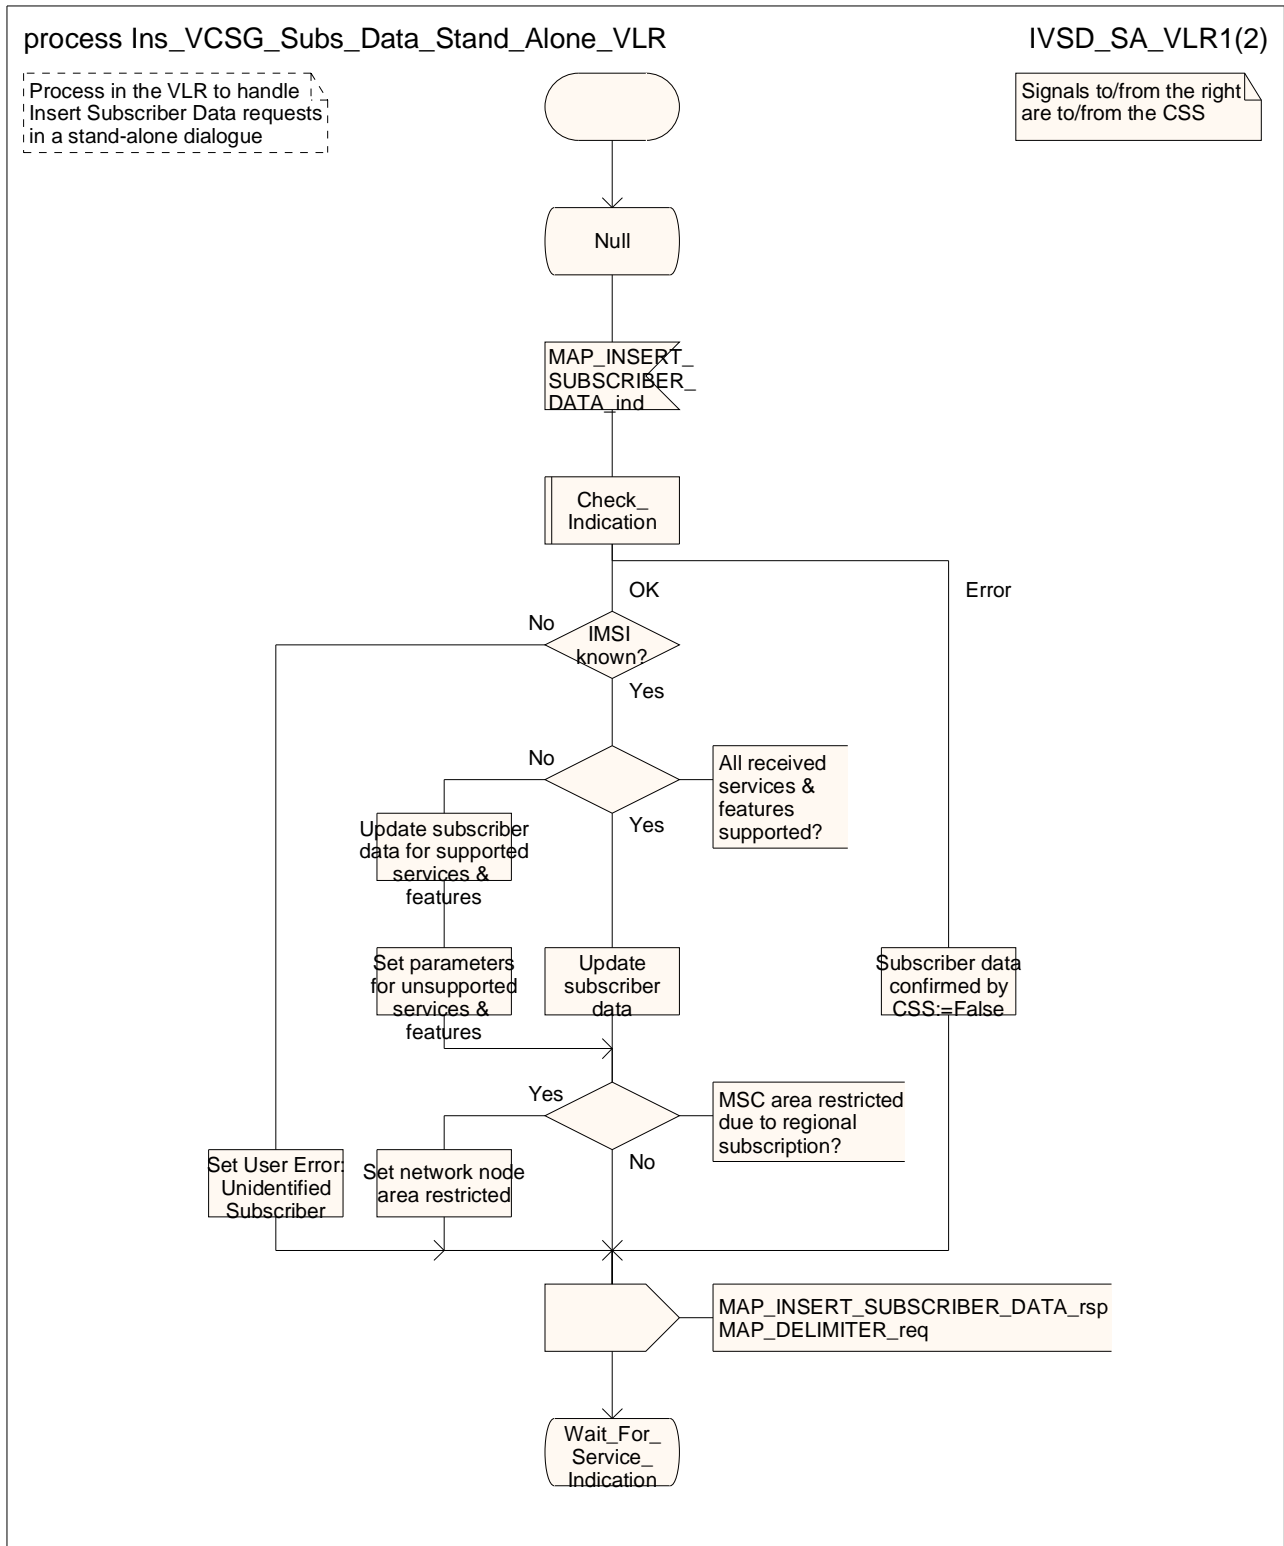 process Ins_VCSG_Subs_Data_Stand_Alone_VLR
IVSD_SA_VLR1(2)
Process in the VLR to handle
Insert Subscriber Data requests
in a stand-alone dialogue
Signals to/from the right
are to/from the CSS
Null
MAP_INSERT_
SUBSCRIBER_
DATA_ind
Check_
Indication
OK
Error
No
IMSI
known?
Yes
No
All received
services &
features
supported?
Yes
Update subscriber
data for supported
services &
features
Set parameters
for unsupported
services &
features
Update
subscriber
data
Subscriber data
confirmed by
CSS:=False
Yes
MSC area restricted
due to regional
subscription?
No
Set User Error:
Unidentified
Subscriber
Set network node
area restricted
MAP_INSERT_SUBSCRIBER_DATA_rsp
MAP_DELIMITER_req
Wait_For_
Service_
Indication